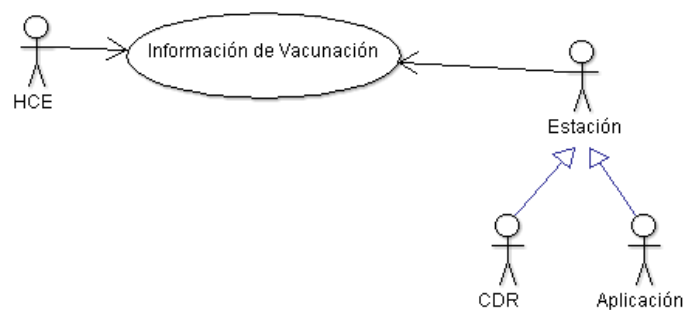 Información de Vacunación
HCE
Estación
CDR
Aplicación